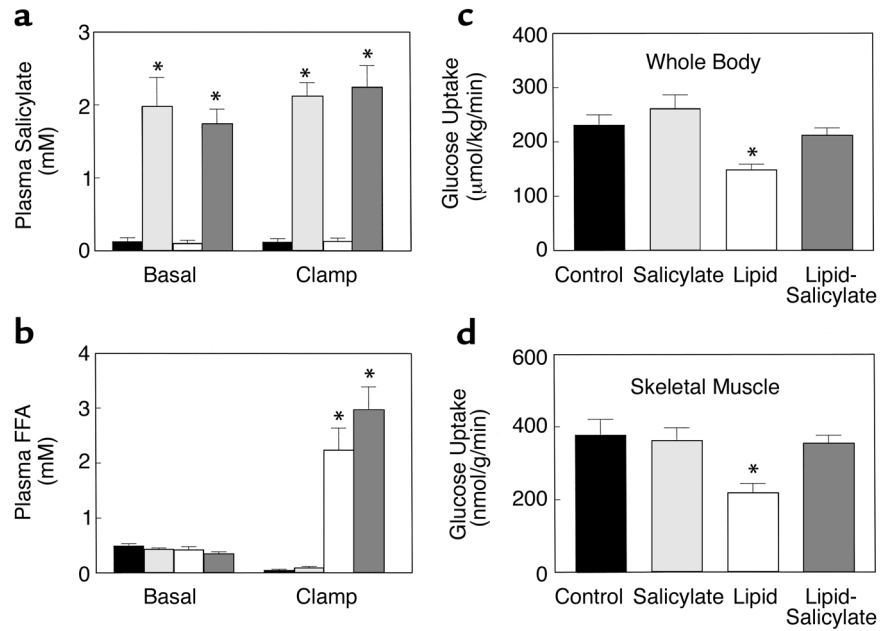 a
Plasma Salicylate
(mM)
3
2
1
0
*
*
*
*
Basal
Clamp
b
Plasma FFA
(mM)
4
3
2
1
0
*
*
Basal
Clamp
c
Glucose Uptake
(μmol/kg/min)
400
300
200
100
0
Whole Body
*
Control
Salicylate
Lipid
Lipid-
Salicylate
d
Glucose Uptake
(nmol/g/min)
600
400
200
0
Skeletal Muscle
*
Control
Salicylate
Lipid
Lipid-
Salicylate